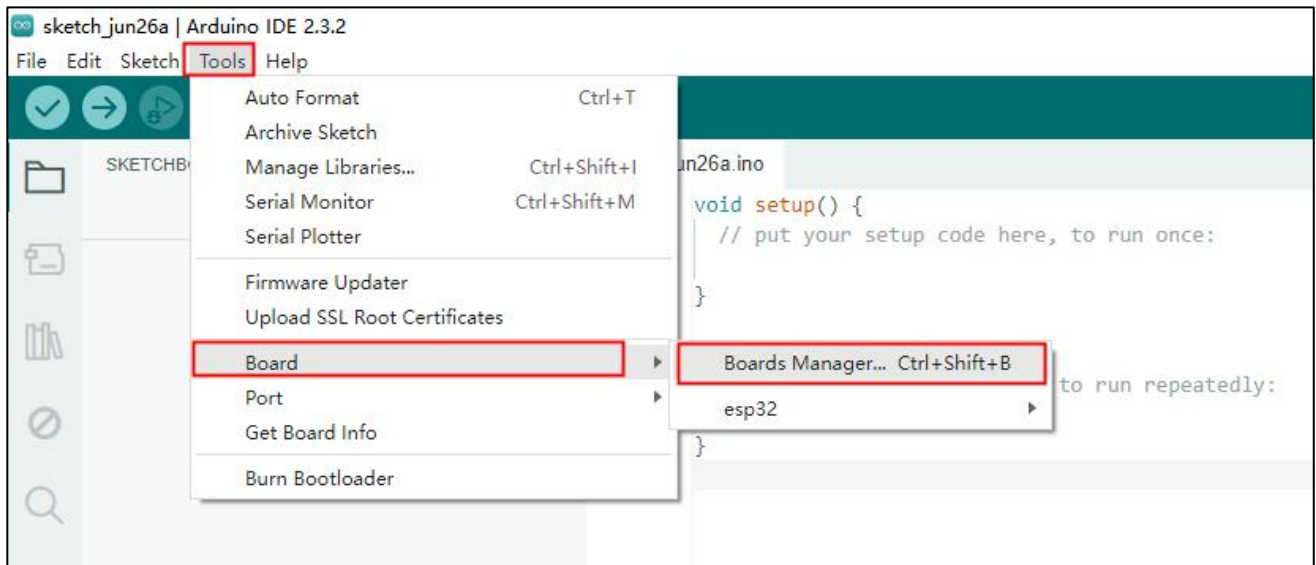 sketch_jun26a | Arduino IDE 2.3.2
File Edit Sketch Tools Help
Auto Format Ctrl+T
Archive Sketch
Manage Libraries... Ctrl+Shift+I
Serial Monitor Ctrl+Shift+M
Serial Plotter
Firmware Updater
Upload SSL Root Certificates
Board
Port
Get Board Info
Burn Bootloader
Boards Manager... Ctrl+Shift+B
esp32
SKETCHB
un26a.ino
void setup() {
// put your setup code here, to run once:
}
to run repeatedly:
}